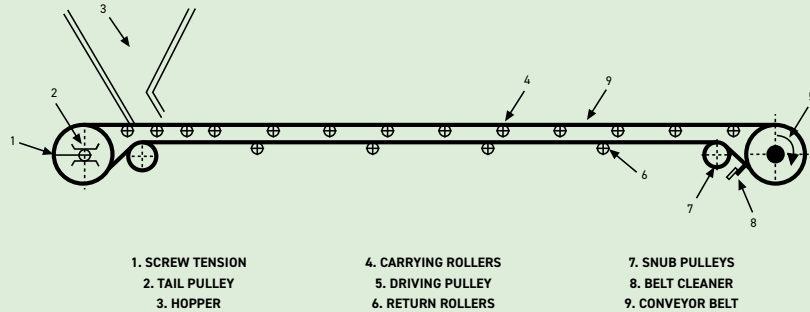 3
2
4
9
5
1
6
7
8
1. SCREW TENSION
2. TAIL PULLEY
3. HOPPER
4. CARRYING ROLLERS
5. DRIVING PULLEY
6. RETURN ROLLERS
7. SNUB PULLEYS
8. BELT CLEANER
9. CONVEYOR BELT